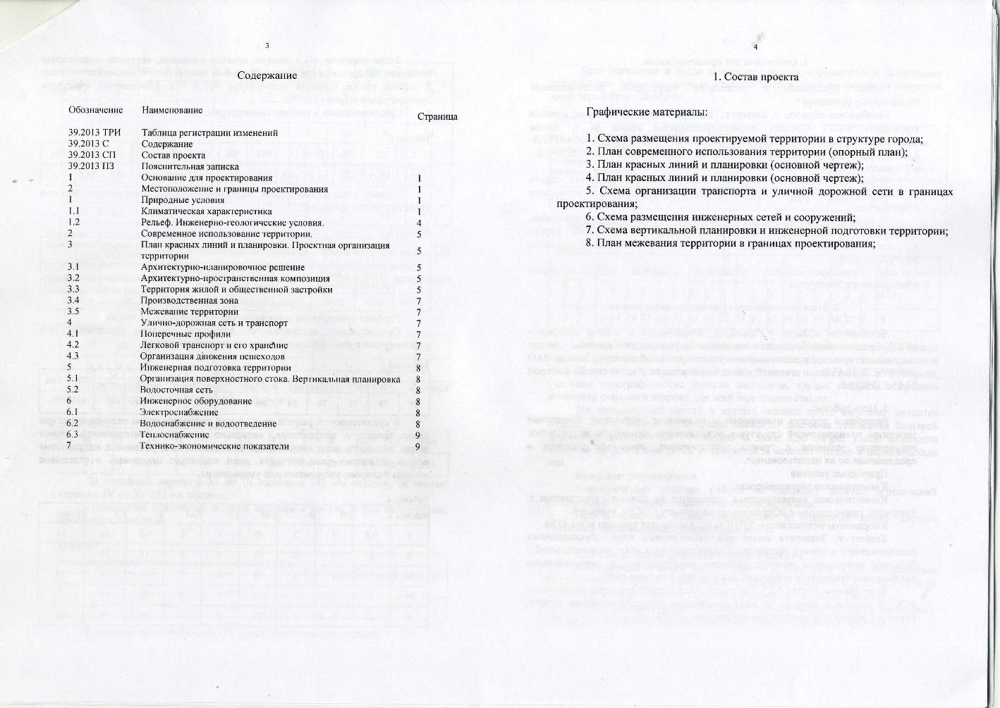 3
Содержание
Обозначение Наименование Страница
39.2013 ТРИ Таблица регистрации изменений
39.2013 С Содержание
39.2013 СП Состав проекта
39.2013 ПЗ Пояснительная записка
1 Основание для проектирования 1
2 Местоположение и границы проектирования 1
1 Природные условия 1
1.1 Климатическая характеристика 1
1.2 Рельеф. Инженерно-геологические условия. 4
2 Современное использование территории. 5
3 План красных линий и планировки. Проектная организация
территории 5
3.1 Архитектурно-планировочное решение 5
3.2 Архитектурно-пространственная композиция 5
3.3 Территория жилой и общественной застройки 5
3.4 Производственная зона 7
3.5 Межевание территории 7
4 Улично-дорожная сеть и транспорт 7
4.1 Поперечные профили 7
4.2 Легковой транспорт и его хранение 7
4.3 Организация движения пешеходов 7
5 Инженерная подготовка территории 8
5.1 Организация поверхностного стока. Вертикальная планировка 8
5.2 Водосточная сеть 8
6 Инженерное оборудование 8
6.1 Электроснабжение 8
6.2 Водоснабжение и водоотведение 8
6.3 Теплоснабжение 9
7 Технико-экономические показатели 9
4
1. Состав проекта
Графические материалы:
1. Схема размещения проектируемой территории в структуре города;
2. План современного использования территории (опорный план);
3. План красных линий и планировки (основной чертеж);
4. План красных линий и планировки (основной чертеж);
5. Схема организации транспорта и уличной дорожной сети в границах
проектирования;
6. Схема размещения инженерных сетей и сооружений;
7. Схема вертикальной планировки и инженерной подготовки территории;
8. План межевания территории в границах проектирования;